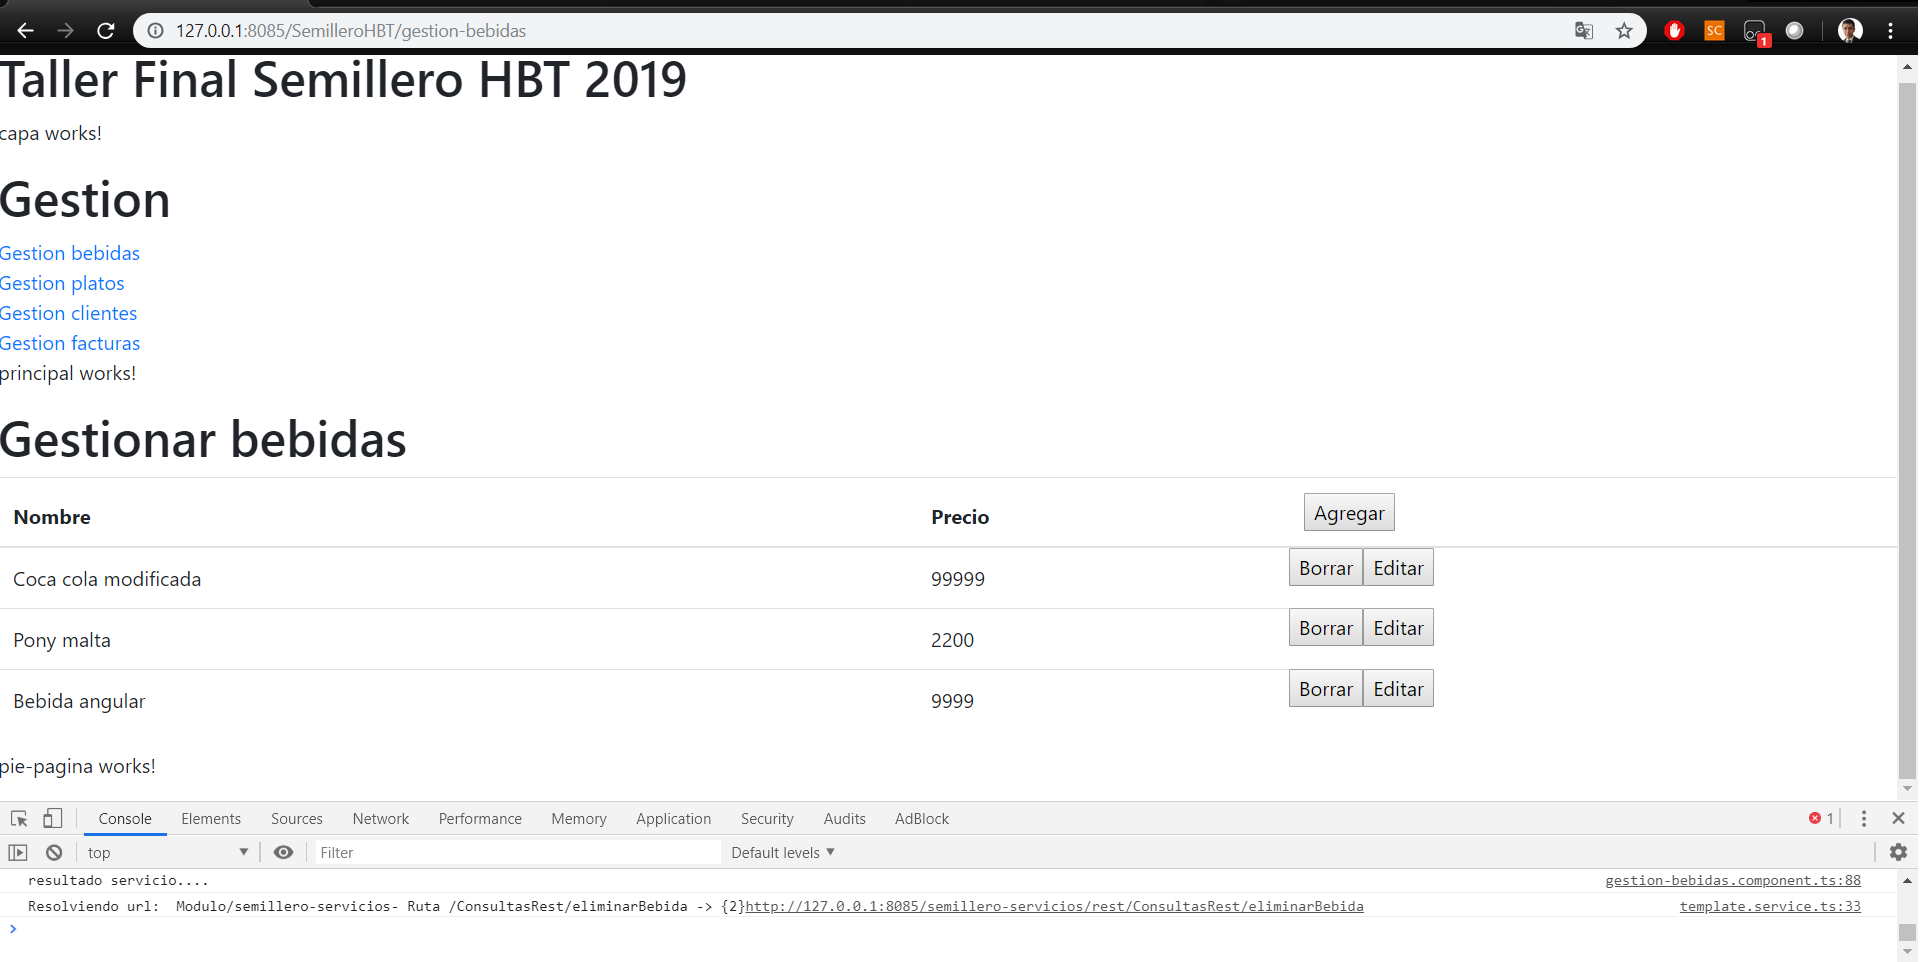 127.0.0.1:8085/SemilleroHBT/gestion-bebidas
SC
1
Taller Final Semillero HBT 2019
capa works!
Gestion
Gestion bebidas
Gestion platos
Gestion clientes
Gestion facturas
principal works!
Gestionar bebidas
Nombre Precio Agregar
Coca cola modificada 99999 Borrar Editar
Pony malta 2200 Borrar Editar
Bebida angular 9999 Borrar Editar
pie-pagina works!
Console Elements Sources Network Performance Memory Application Security Audits AdBlock 1
top Filter Default levels
resultado servicio.... gestion-bebidas.component.ts:88
Resolviendo url:  Modulo/semillero-servicios- Ruta /ConsultasRest/eliminarBebida -> {2}http://127.0.0.1:8085/semillero-servicios/rest/ConsultasRest/eliminarBebida template.service.ts:33